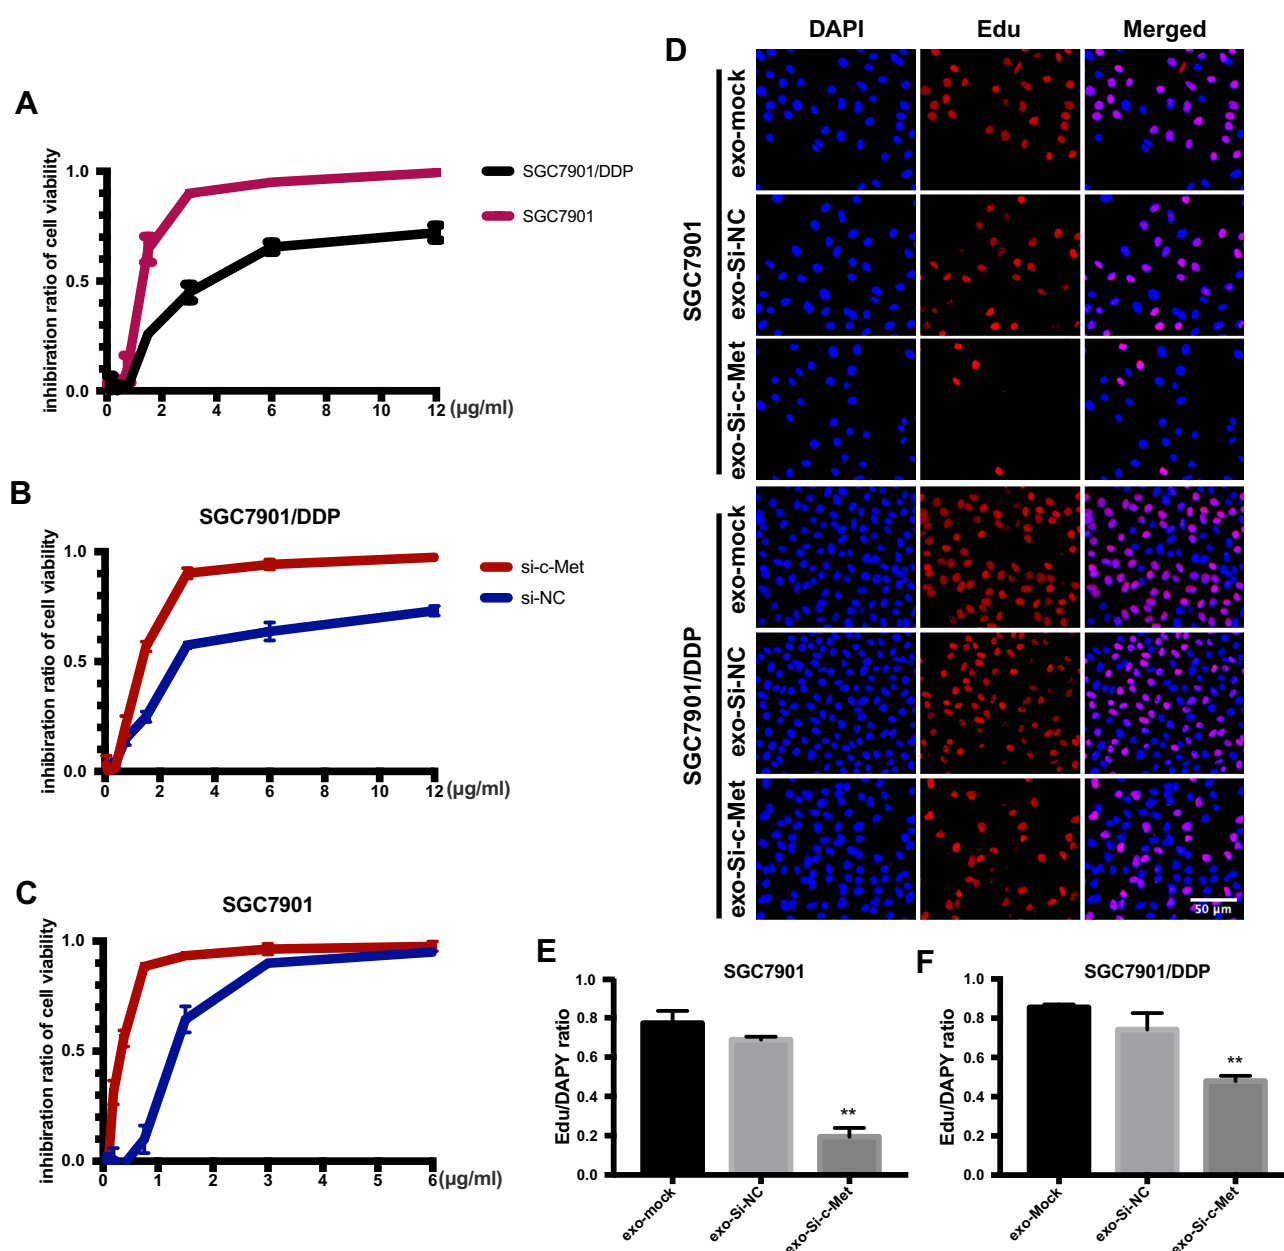 A
inhibiration ratio of cell viability
1.0
0.5
0.0
0 2 4 6 8 10 12 (µg/ml)
SGC7901/DDP
SGC7901
B
SGC7901/DDP
inhibiration ratio of cell viability
1.0
0.5
0.0
0 2 4 6 8 10 12 (µg/ml)
si-c-Met
si-NC
C
SGC7901
inhibiration ratio of cell viability
1.0
0.5
0.0
0 1 2 3 4 5 6 (µg/ml)
D
DAPI Edu Merged
SGC7901
exo-mock
exo-Si-NC
exo-Si-c-Met
SGC7901/DDP
exo-mock
exo-Si-NC
exo-Si-c-Met
50 µm
E
SGC7901
Edu/DAPY ratio
1.0
0.8
0.6
0.4
0.2
0.0
**
exo-mock
exo-Si-NC
exo-Si-c-Met
F
SGC7901/DDP
Edu/DAPY ratio
1.0
0.8
0.6
0.4
0.2
0.0
**
exo-Mock
exo-Si-NC
exo-Si-c-Met